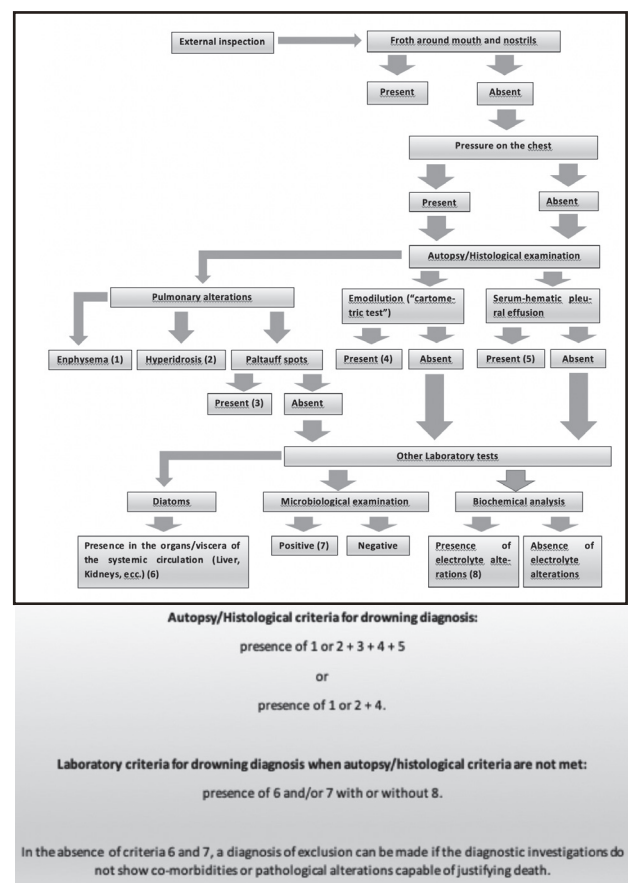 External inspection
Froth around mouth and nostrils
Present
Absent
Pressure on the chest
Present
Absent
Autopsy/Histological examination
Pulmonary alterations
Emodilution ("cartome-
tric test")
Serum-hematic pleu-
ral effusion
Enphysema (1)
Hyperidrosis (2)
Paltauff spots
Present (4)
Absent
Present (5)
Absent
Present (3)
Absent
Other Laboratory tests
Diatoms
Microbiological examination
Biochemical analysis
Presence in the organs/viscera of
the systemic circulation (Liver,
Kidneys, ecc.) (6)
Positive (7)
Negative
Presence of
electrolyte alte-
rations (8)
Absence of
electrolyte
alterations
Autopsy/Histological criteria for drowning diagnosis:
presence of 1 or 2 + 3 + 4 + 5
or
presence of 1 or 2 + 4.
Laboratory criteria for drowning diagnosis when autopsy/histological criteria are not met:
presence of 6 and/or 7 with or without 8.
In the absence of criteria 6 and 7, a diagnosis of exclusion can be made if the diagnostic investigations do
not show co-morbidities or pathological alterations capable of justifying death.